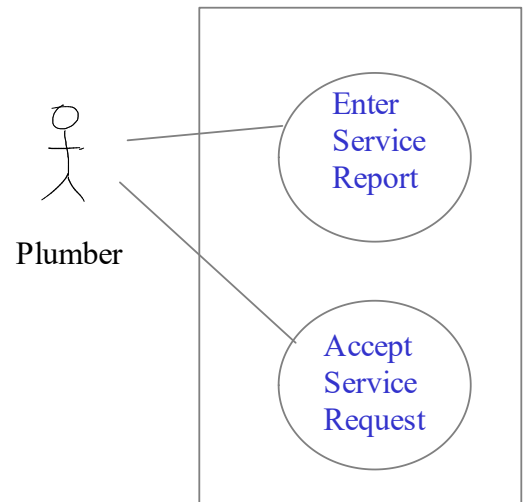 Enter
Service
Report
Plumber
Accept
Service
Request